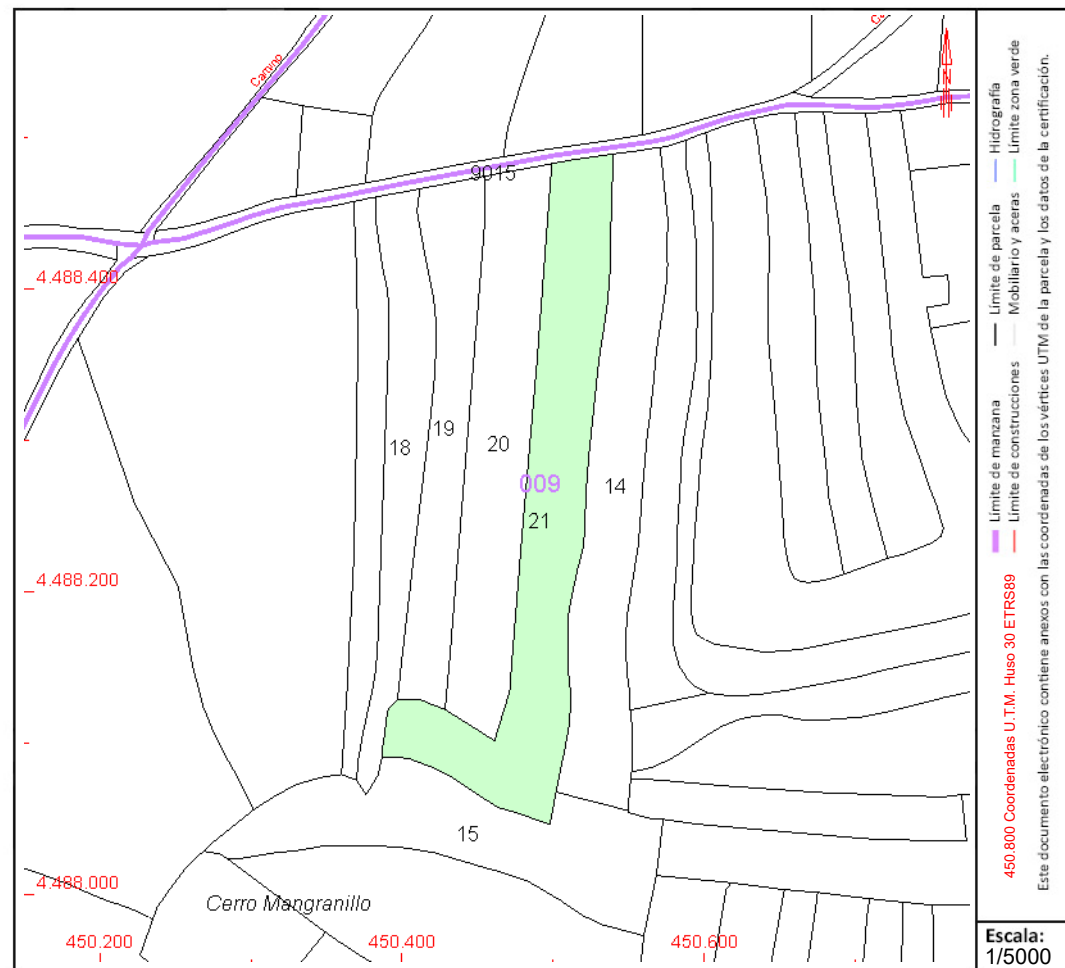 Camino
9015
4.488.400
18
19
20
14
009
21
4.488.200
15
4.488.000
Cerro Mangranillo
450.200
450.400
450.600
N
450.800 Coordenadas U.T.M. Huso 30 ETRS89
Límite de manzana
Límite de construcciones
Límite de parcela
Mobiliario y aceras
Hidrografía
Límite zona verde
Este documento electrónico contiene anexos con las coordenadas de los vértices UTM de la parcela y los datos de la certificación.
Escala:
1/5000